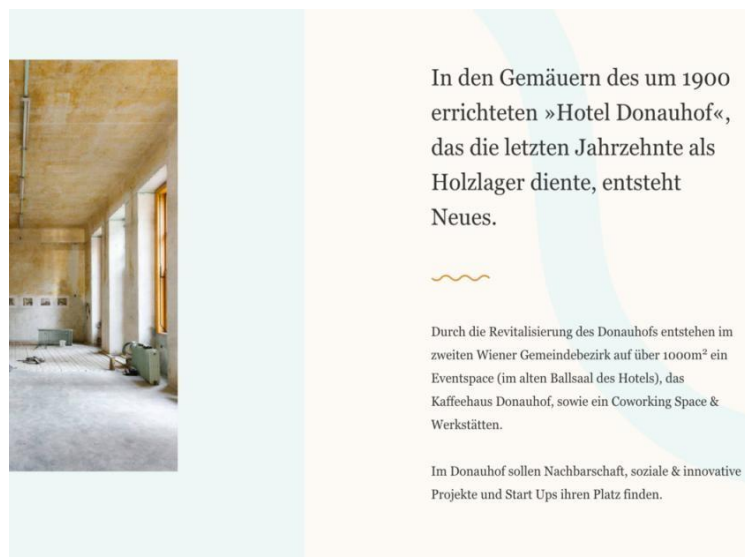 In den Gemäuern des um 1900
errichteten »Hotel Donauhof«,
das die letzten Jahrzehnte als
Holzlager diente, entsteht
Neues.
Durch die Revitalisierung des Donauhofs entstehen im
zweiten Wiener Gemeindebezirk auf über 1000m² ein
Eventspace (im alten Ballsaal des Hotels), das
Kaffeehaus Donauhof, sowie ein Coworking Space &
Werkstätten.
Im Donauhof sollen Nachbarschaft, soziale & innovative
Projekte und Start Ups ihren Platz finden.